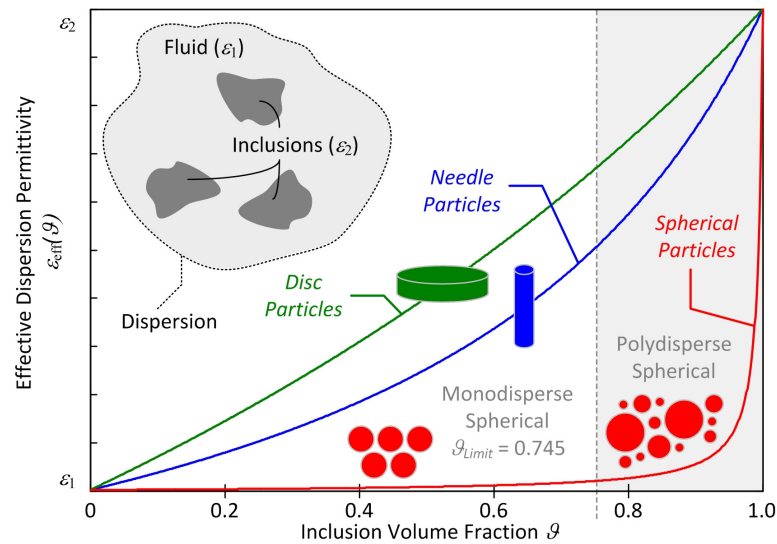 ε₂
Fluid (ε₁)
Inclusions (ε₂)
Dispersion
Effective Dispersion Permittivity
εeff(ϑ)
Needle
Particles
Spherical
Particles
Disc
Particles
Polydisperse
Spherical
Monodisperse
Spherical
ϑLimit = 0.745
ε₁
0
0.2
0.4
0.6
0.8
1.0
Inclusion Volume Fraction ϑ